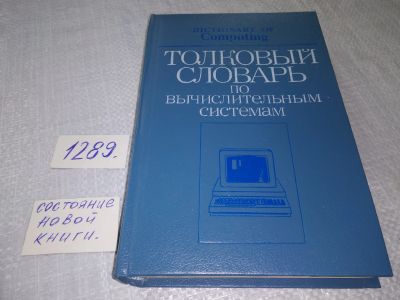 DICTIONARY OF
Computing
ТОЛКОВЫЙ
СЛОВАРЬ
ПО
ВЫЧИСЛИТЕЛЬНЫМ
СИСТЕМАМ
1289.
СОСТОЯНИЕ
НОВОЙ
КНИГИ.